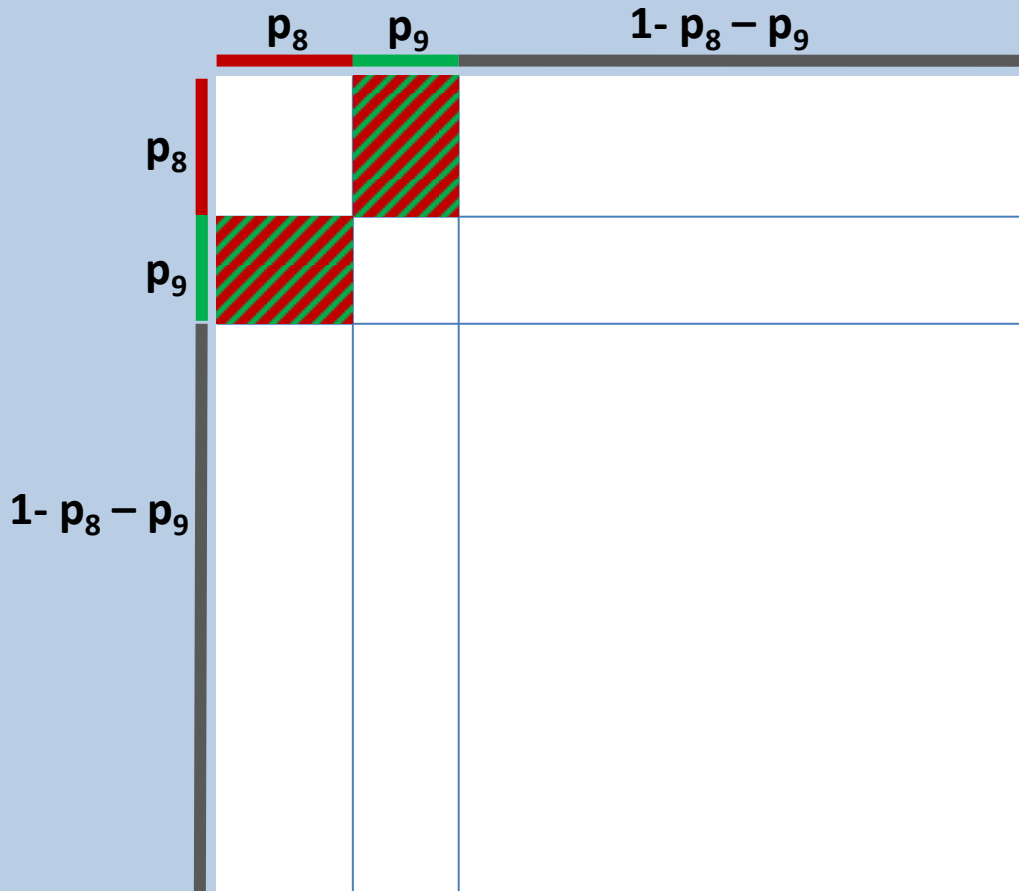 p₈ p₉ 1- p₈ – p₉
p₈
p₉
1- p₈ – p₉